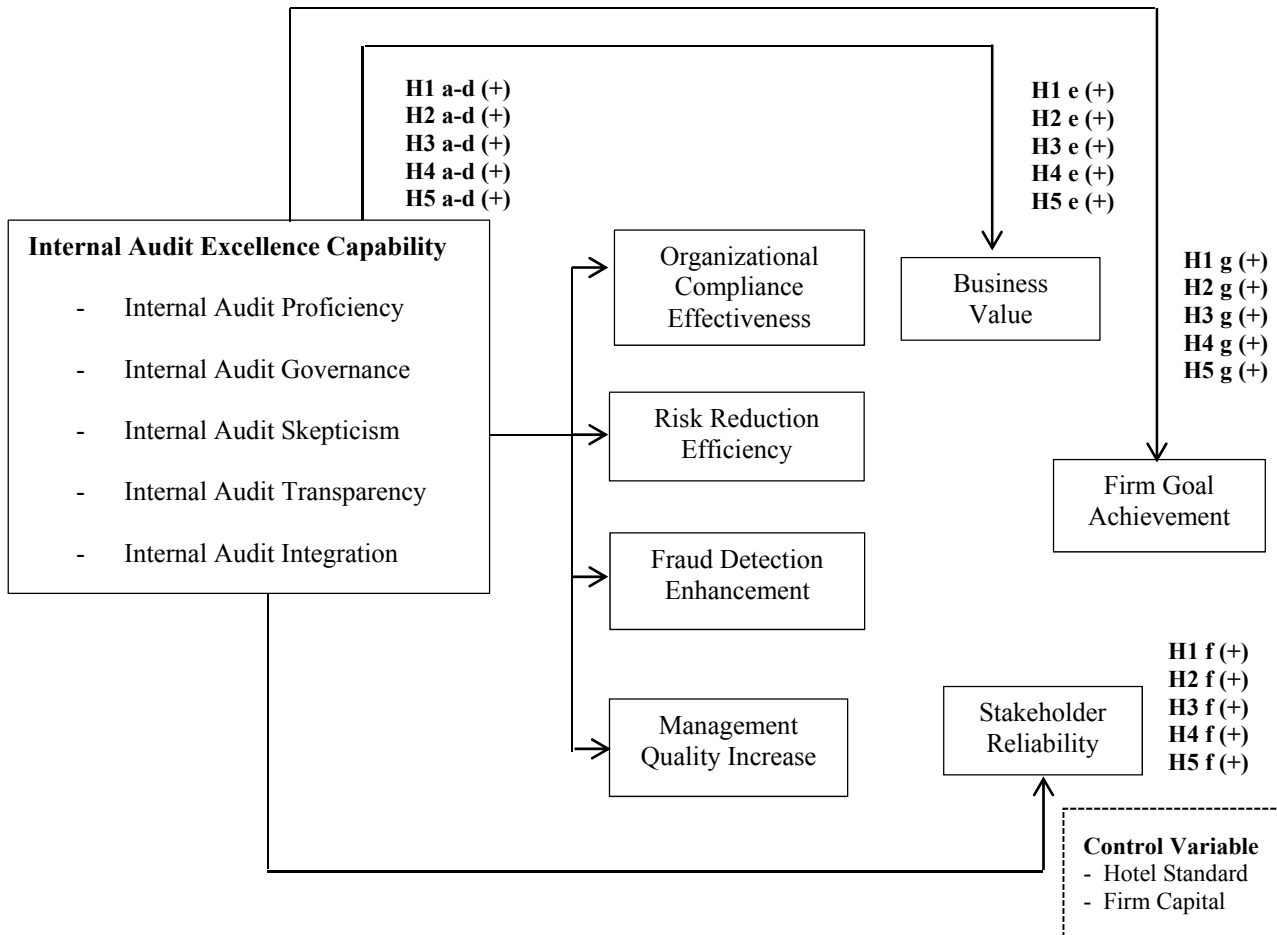 H1 a-d (+)
H2 a-d (+)
H3 a-d (+)
H4 a-d (+)
H5 a-d (+)
H1 e (+)
H2 e (+)
H3 e (+)
H4 e (+)
H5 e (+)
Internal Audit Excellence Capability
- Internal Audit Proficiency
- Internal Audit Governance
- Internal Audit Skepticism
- Internal Audit Transparency
- Internal Audit Integration
Organizational
Compliance
Effectiveness
Business
Value
H1 g (+)
H2 g (+)
H3 g (+)
H4 g (+)
H5 g (+)
Risk Reduction
Efficiency
Firm Goal
Achievement
Fraud Detection
Enhancement
Management
Quality Increase
Stakeholder
Reliability
H1 f (+)
H2 f (+)
H3 f (+)
H4 f (+)
H5 f (+)
Control Variable
- Hotel Standard
- Firm Capital